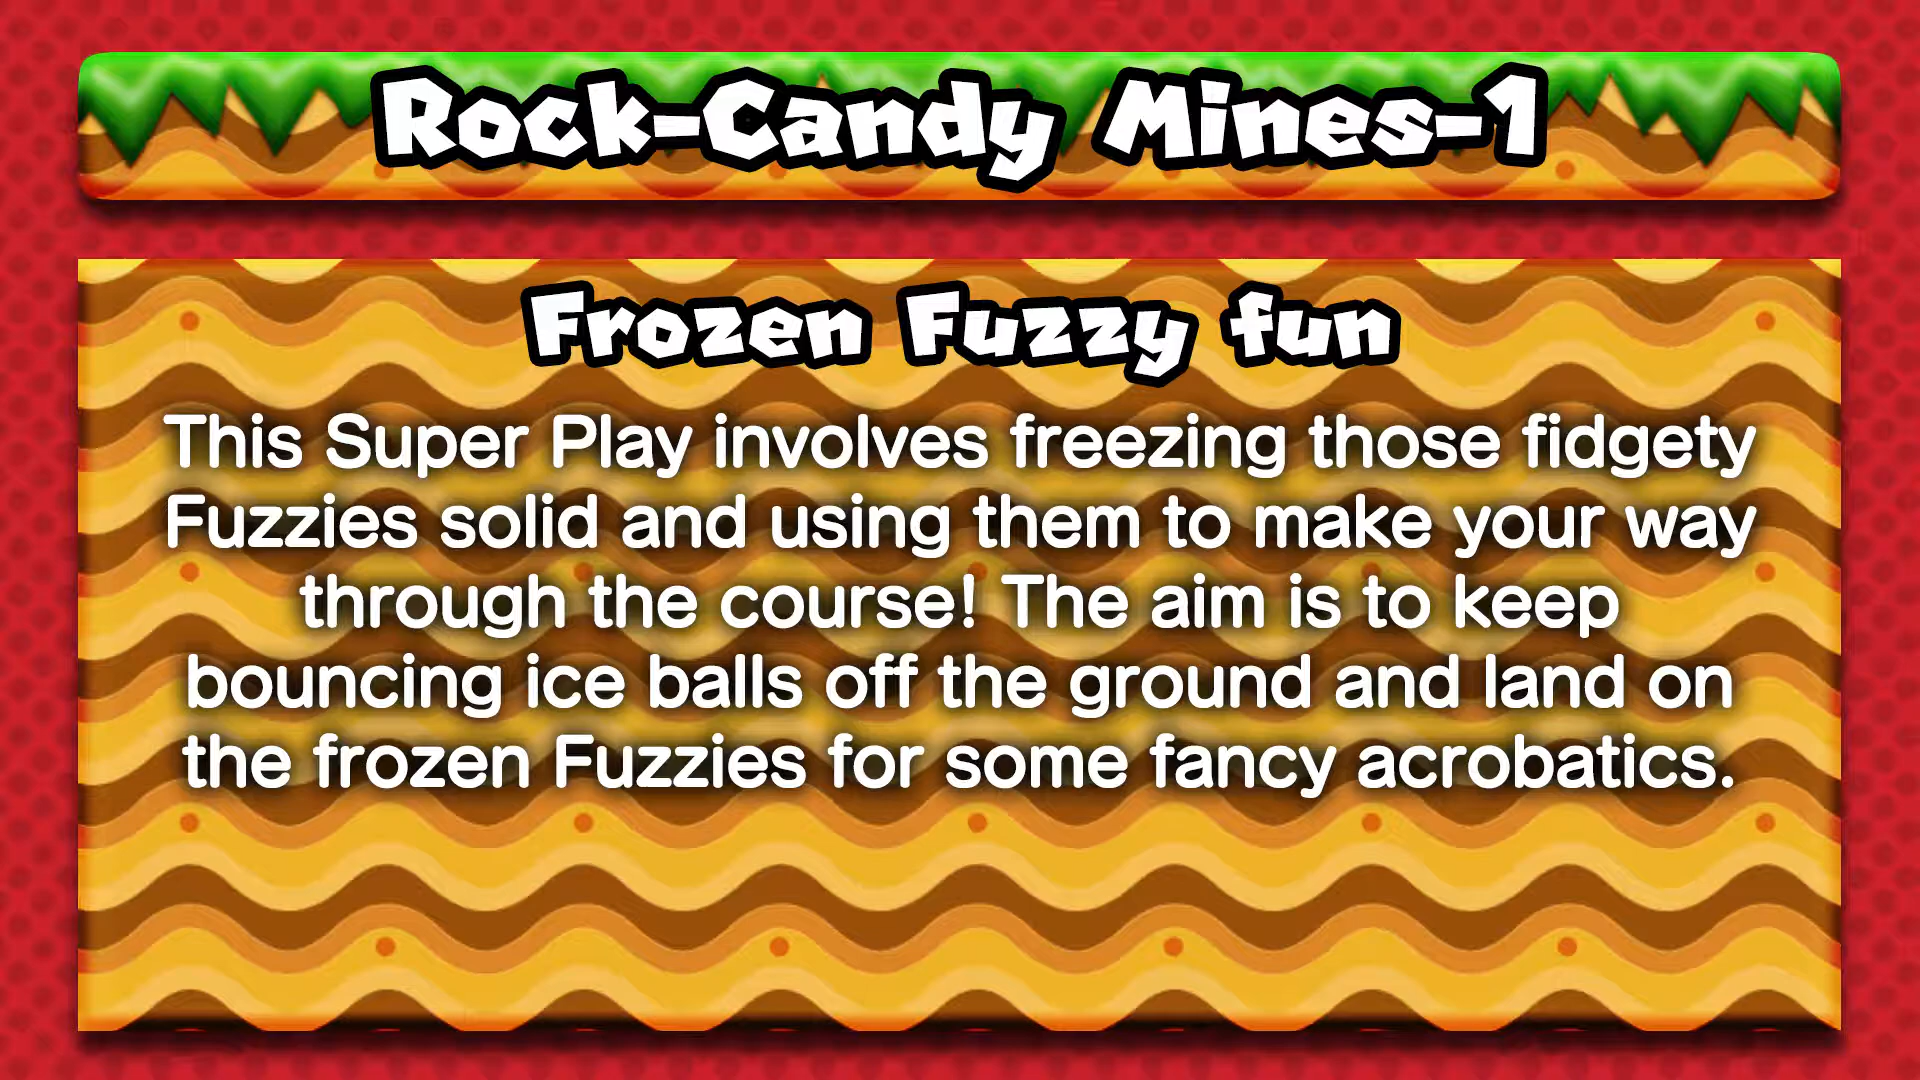 Rock-Candy Mines-1
Frozen Fuzzy fun
This Super Play involves freezing those fidgety
Fuzzies solid and using them to make your way
through the course! The aim is to keep
bouncing ice balls off the ground and land on
the frozen Fuzzies for some fancy acrobatics.